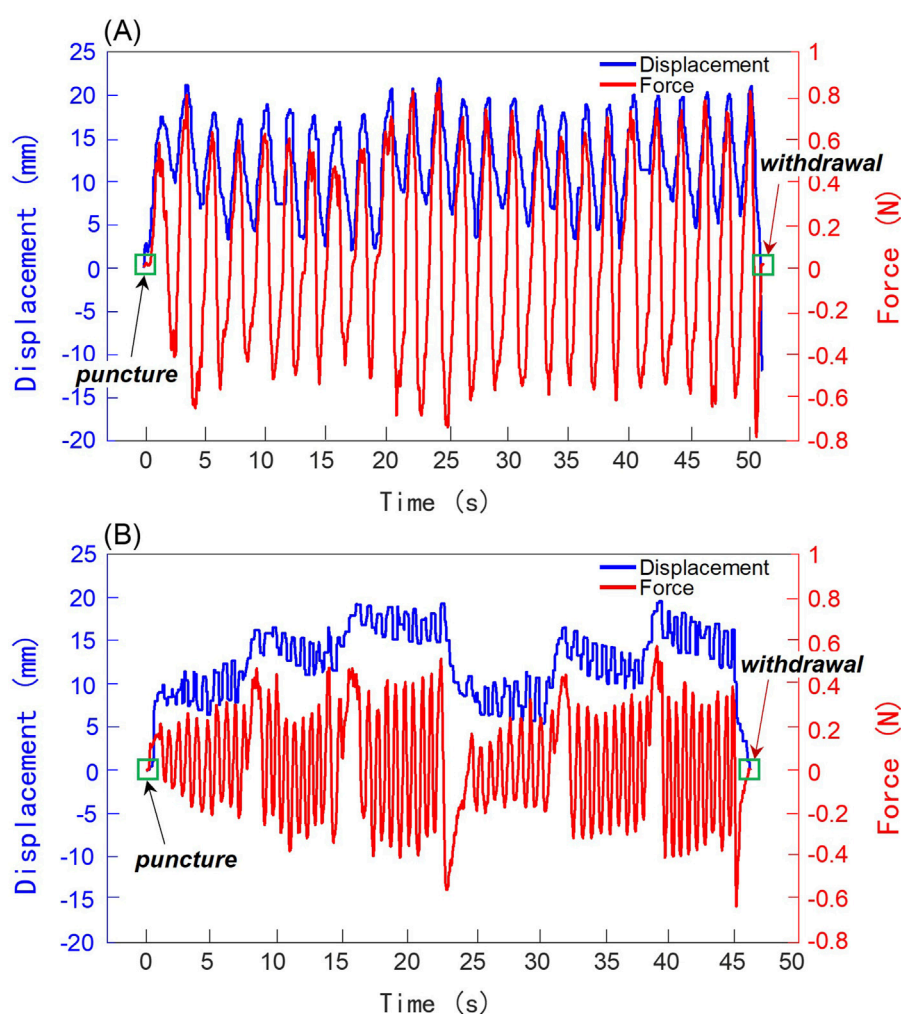 (A)
25
20
15
10
5
0
-5
-10
-15
-20
Displacement (mm)
Displacement
Force
1
0.8
0.6
0.4
0.2
0
-0.2
-0.4
-0.6
-0.8
Force (N)
withdrawal
puncture
0 5 10 15 20 25 30 35 40 45 50
Time (s)
(B)
25
20
15
10
5
0
-5
-10
-15
-20
Displacement (mm)
Displacement
Force
1
0.8
0.6
0.4
0.2
0
-0.2
-0.4
-0.6
-0.8
Force (N)
withdrawal
puncture
0 5 10 15 20 25 30 35 40 45 50
Time (s)